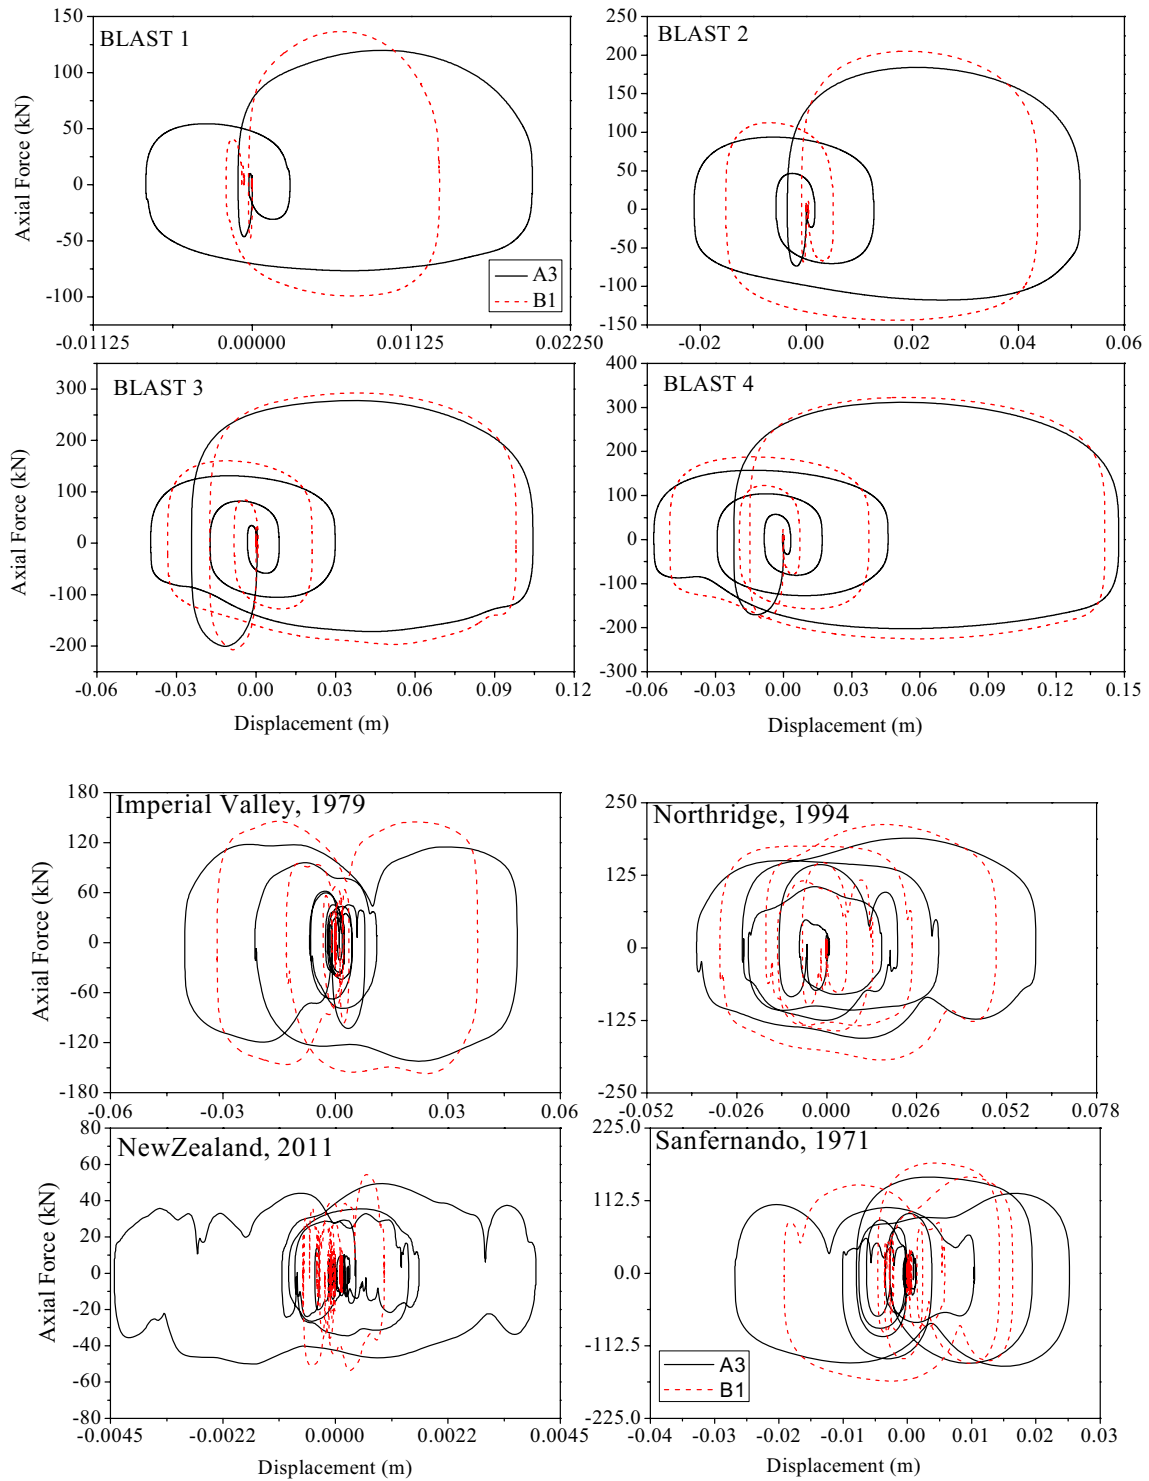 BLAST 1
150
100
50
0
-50
-100
Axial Force (kN)
A3
B1
-0.01125 0.00000 0.01125 0.02250
BLAST 2
250
200
150
100
50
0
-50
-100
-150
-0.02 0.00 0.02 0.04 0.06
BLAST 3
300
200
100
0
-100
-200
Axial Force (kN)
-0.06 -0.03 0.00 0.03 0.06 0.09 0.12
Displacement (m)
BLAST 4
400
300
200
100
0
-100
-200
-300
-0.06 -0.03 0.00 0.03 0.06 0.09 0.12 0.15
Displacement (m)
Imperial Valley, 1979
180
120
60
0
-60
-120
-180
Axial Force (kN)
-0.06 -0.03 0.00 0.03 0.06
Northridge, 1994
250
125
0
-125
-250
-0.052 -0.026 0.000 0.026 0.052 0.078
NewZealand, 2011
80
60
40
20
0
-20
-40
-60
-80
Axial Force (kN)
-0.0045 -0.0022 0.0000 0.0022 0.0045
Displacement (m)
Sanfernando, 1971
225.0
112.5
0.0
-112.5
-225.0
A3
B1
-0.04 -0.03 -0.02 -0.01 0.00 0.01 0.02 0.03
Displacement (m)